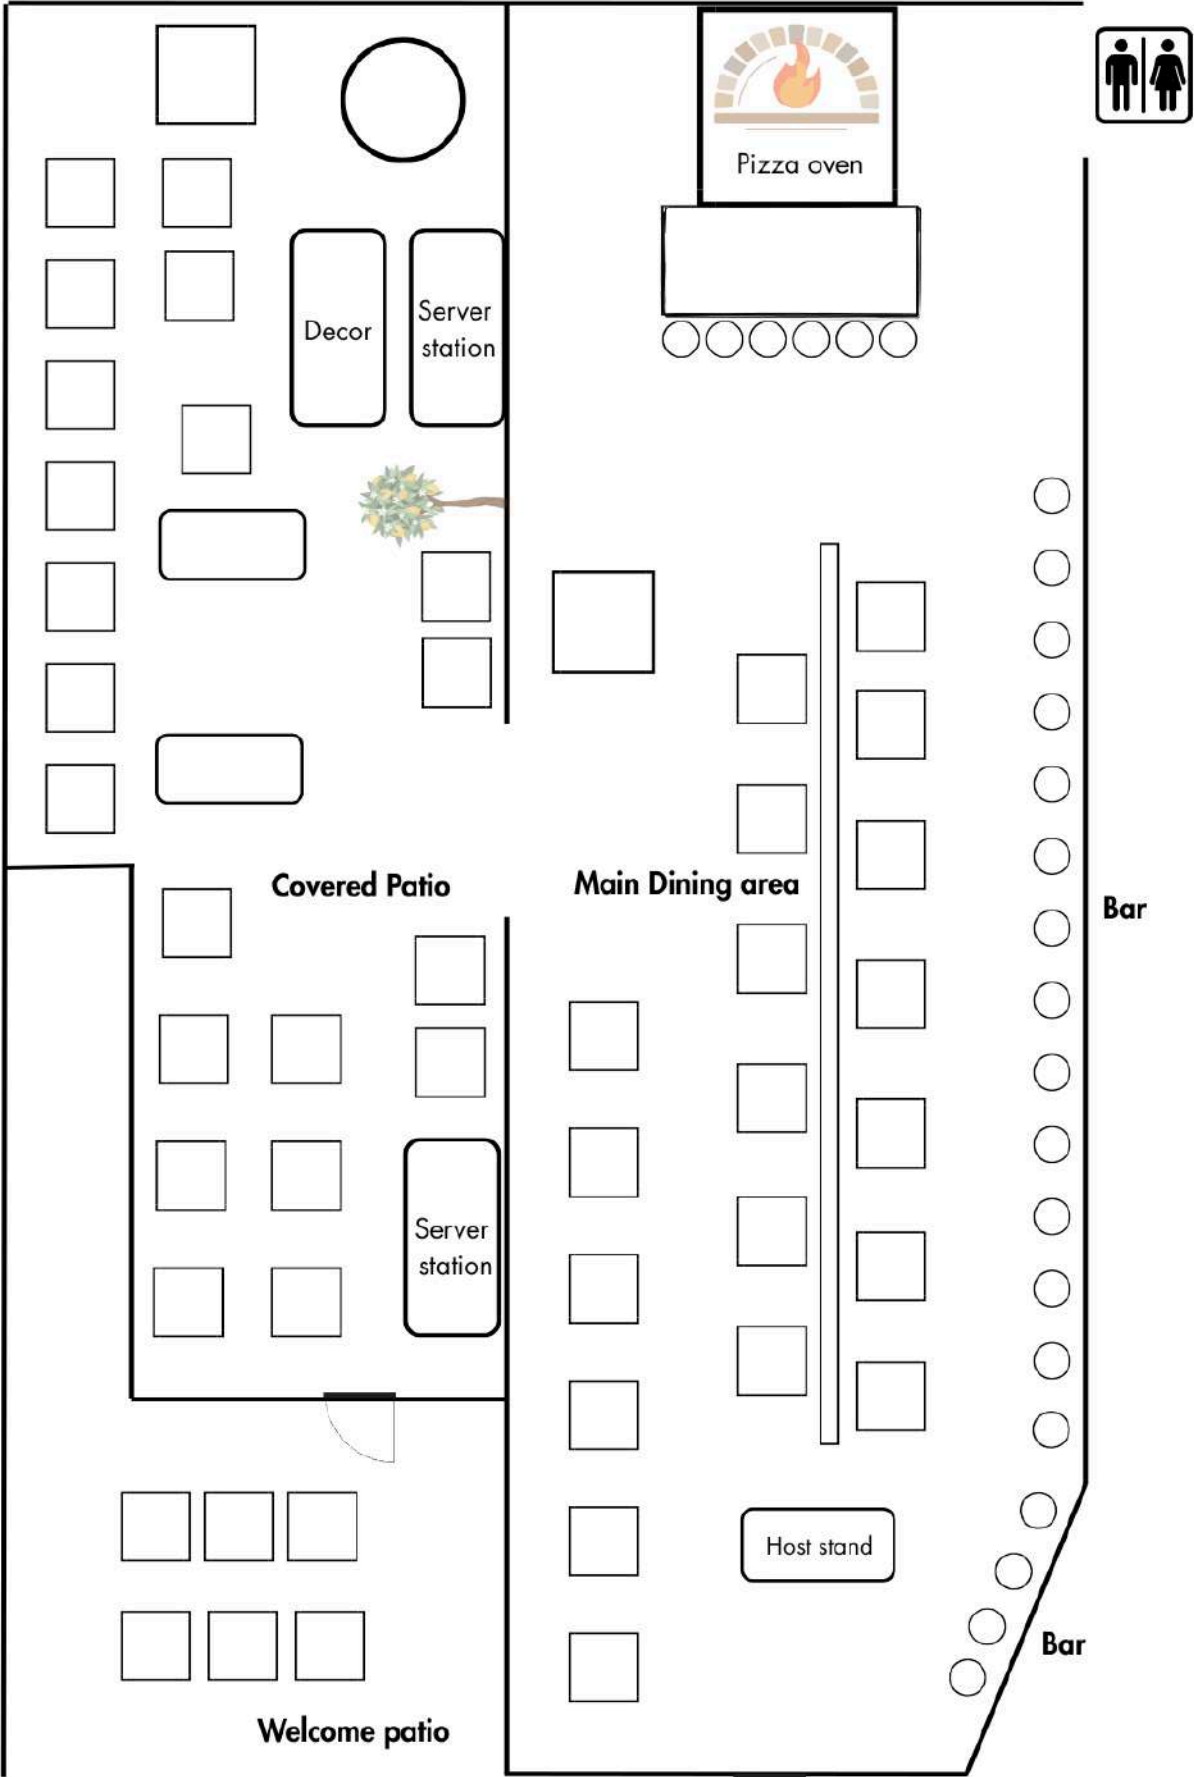 Pizza oven
Decor
Server
station
Covered Patio
Main Dining area
Bar
Server
station
Host stand
Bar
Welcome patio